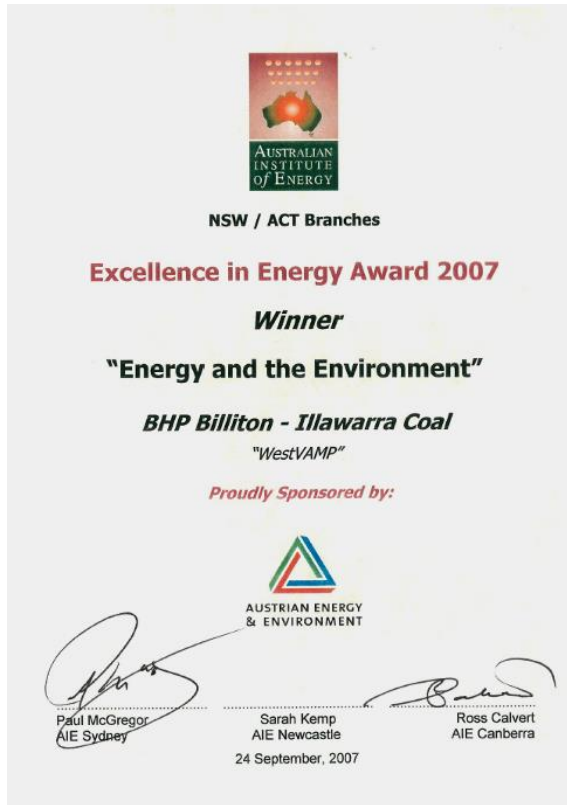 AUSTRALIAN
INSTITUTE
OF ENERGY
NSW / ACT Branches
Excellence in Energy Award 2007
Winner
“Energy and the Environment”
BHP Billiton - Illawarra Coal
“WestVAMP”
Proudly Sponsored by:
AUSTRIAN ENERGY
& ENVIRONMENT
Paul McGregor
AIE Sydney
Sarah Kemp
AIE Newcastle
Ross Calvert
AIE Canberra
24 September, 2007